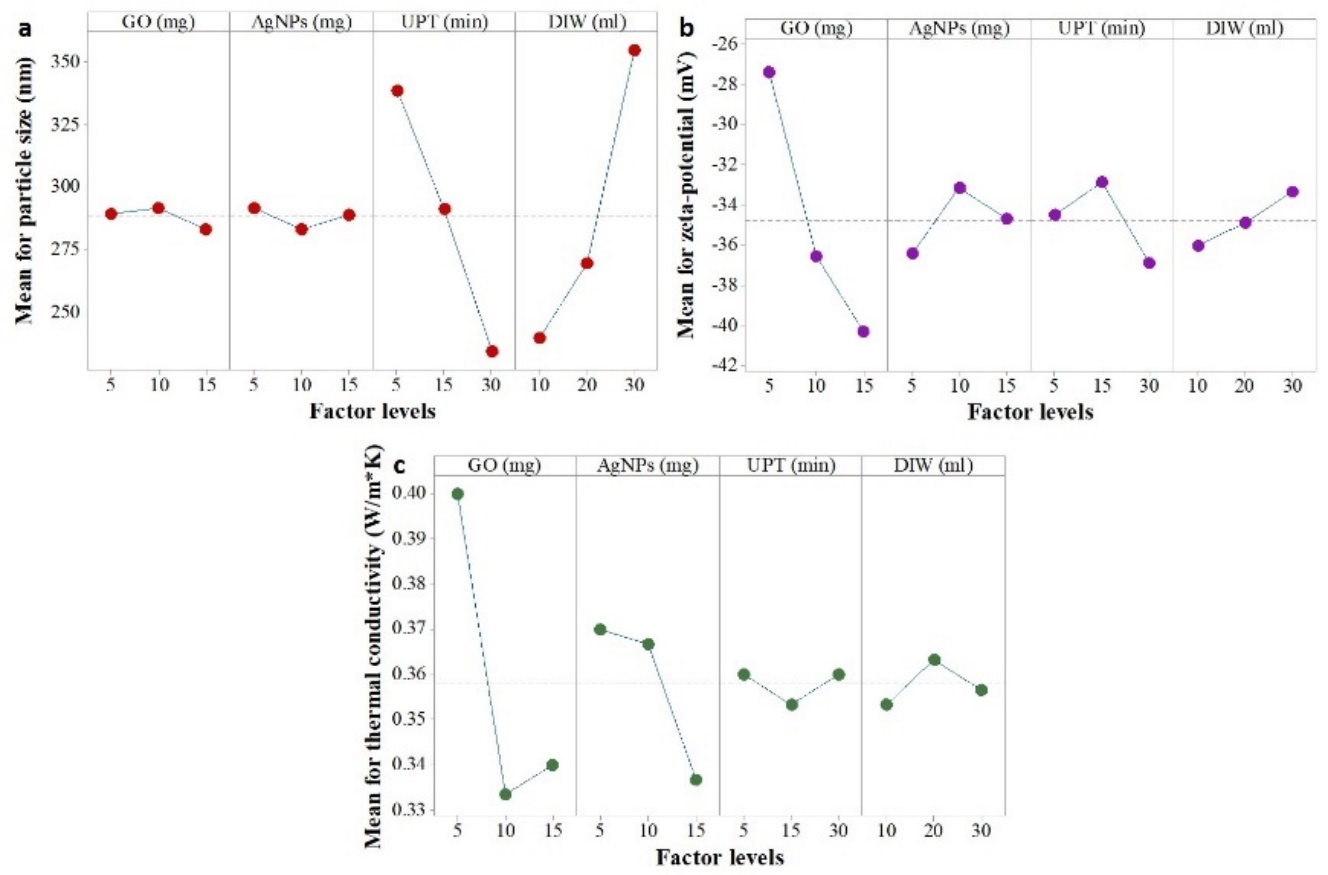 a
GO (mg) AgNPs (mg) UPT (min) DIW (ml)
Mean for particle size (nm)
350
325
300
275
250
5 10 15 5 10 15 5 15 30 10 20 30
Factor levels
b
GO (mg) AgNPs (mg) UPT (min) DIW (ml)
Mean for zeta-potential (mV)
-26
-28
-30
-32
-34
-36
-38
-40
-42
5 10 15 5 10 15 5 15 30 10 20 30
Factor levels
c
GO (mg) AgNPs (mg) UPT (min) DIW (ml)
Mean for thermal conductivity (W/m*K)
0.40
0.39
0.38
0.37
0.36
0.35
0.34
0.33
5 10 15 5 10 15 5 15 30 10 20 30
Factor levels